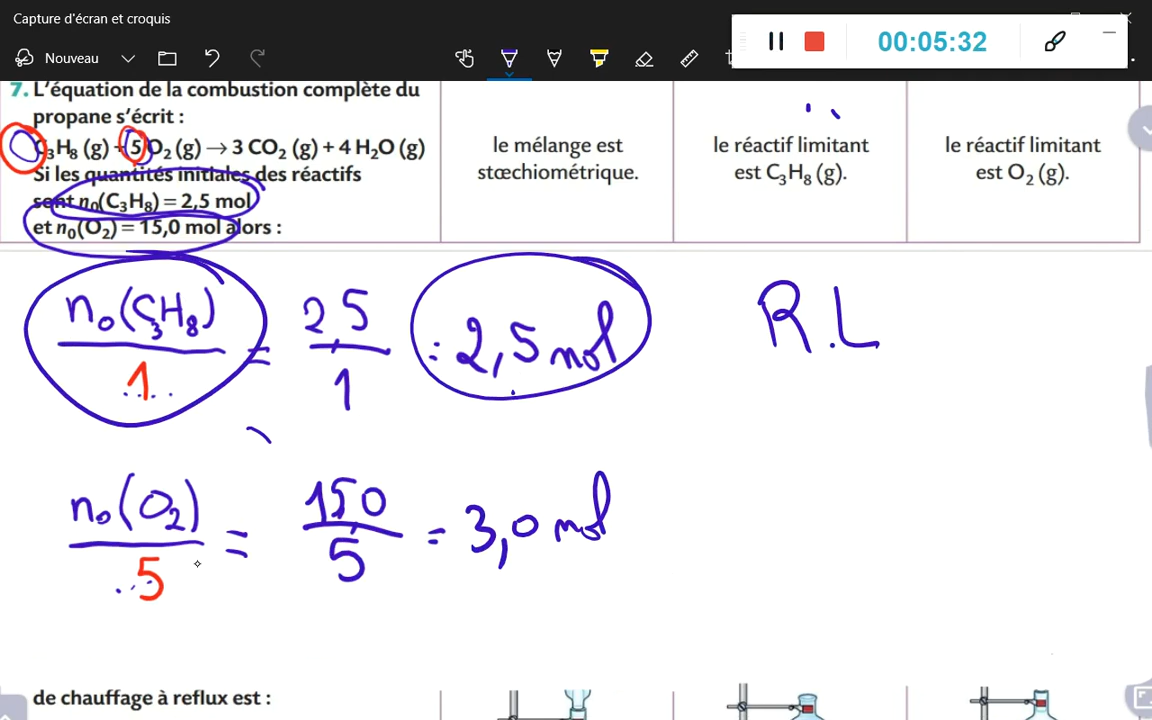 Capture d'écran et croquis
Nouveau
00:05:32
7. L'équation de la combustion complète du
propane s'écrit :
C₃H₈ (g) + 5 O₂ (g) → 3 CO₂ (g) + 4 H₂O (g)
Si les quantités initiales des réactifs
sont n₀(C₃H₈) = 2,5 mol
et n₀(O₂) = 15,0 mol alors :
le mélange est
stœchiométrique.
le réactif limitant
est C₃H₈ (g).
le réactif limitant
est O₂ (g).
n₀(C₃H₈)/1 = 2,5/1 = 2,5 mol
R.L
n₀(O₂)/5 = 15,0/5 = 3,0 mol
de chauffage à reflux est :